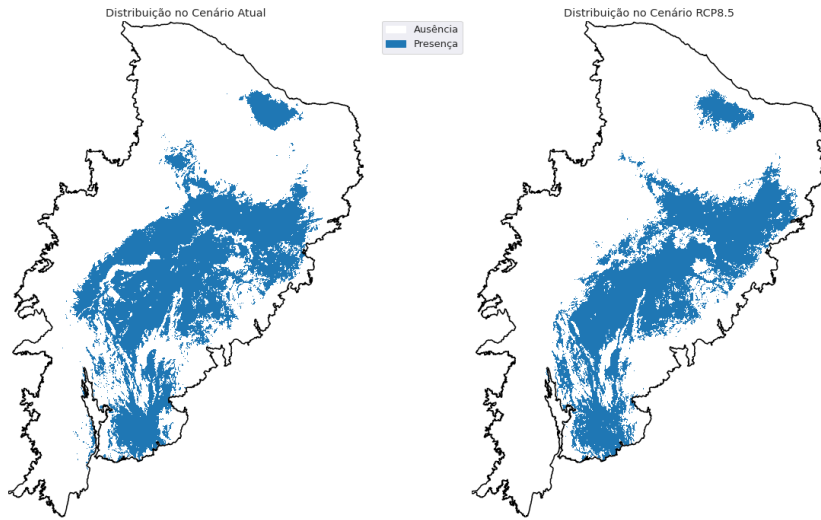 Distribuição no Cenário Atual
Ausência
Presença
Distribuição no Cenário RCP8.5